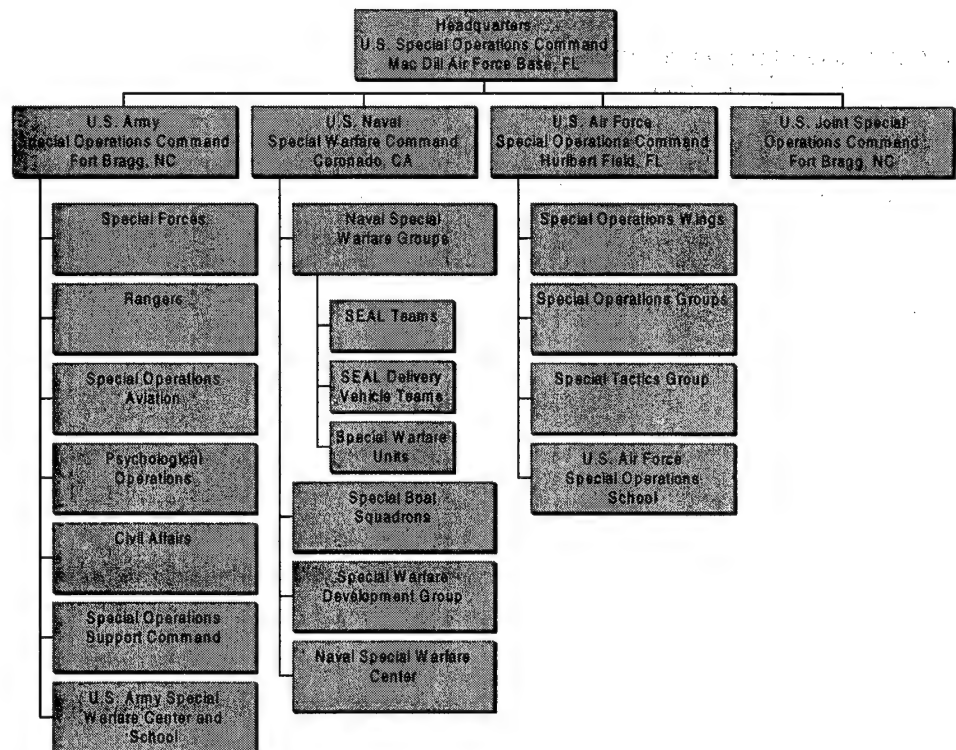 Headquarters
U.S. Special Operations Command
Mac Dill Air Force Base, FL
U.S. Army
Special Operations Command
Fort Bragg, NC
U.S. Naval
Special Warfare Command
Coronado, CA
U.S. Air Force
Special Operations Command
Hurlbert Field, FL
U.S. Joint Special
Operations Command
Fort Bragg, NC
Special Forces
Rangers
Special Operations
Aviation
Psychological
Operations
Civil Affairs
Special Operations
Support Command
U.S. Army Special
Warfare Center and
School
Naval Special
Warfare Groups
SEAL Teams
SEAL Delivery
Vehicle Teams
Special Warfare
Units
Special Boat
Squadrons
Special Warfare
Development Group
Naval Special Warfare
Center
Special Operations Wings
Special Operations Groups
Special Tactics Group
U.S. Air Force
Special Operations
School